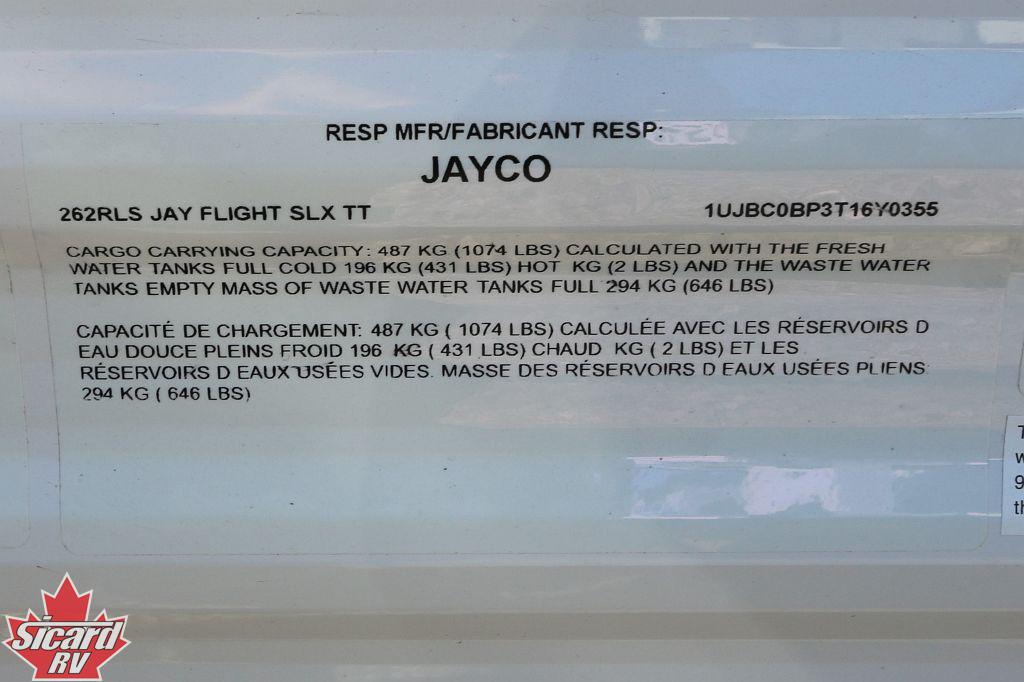 RESP MFR/FABRICANT RESP:
JAYCO
262RLS JAY FLIGHT SLX TT 1UJBC0BP3T16Y0355
CARGO CARRYING CAPACITY: 487 KG (1074 LBS) CALCULATED WITH THE FRESH
WATER TANKS FULL COLD 196 KG (431 LBS) HOT KG (2 LBS) AND THE WASTE WATER
TANKS EMPTY MASS OF WASTE WATER TANKS FULL 294 KG (646 LBS)
CAPACITÉ DE CHARGEMENT: 487 KG ( 1074 LBS) CALCULÉE AVEC LES RÉSERVOIRS D
EAU DOUCE PLEINS FROID 196 KG ( 431 LBS) CHAUD KG ( 2 LBS) ET LES
RÉSERVOIRS D EAUX USÉES VIDES. MASSE DES RÉSERVOIRS D EAUX USÉES PLIENS:
294 KG ( 646 LBS)
Sicard
RV